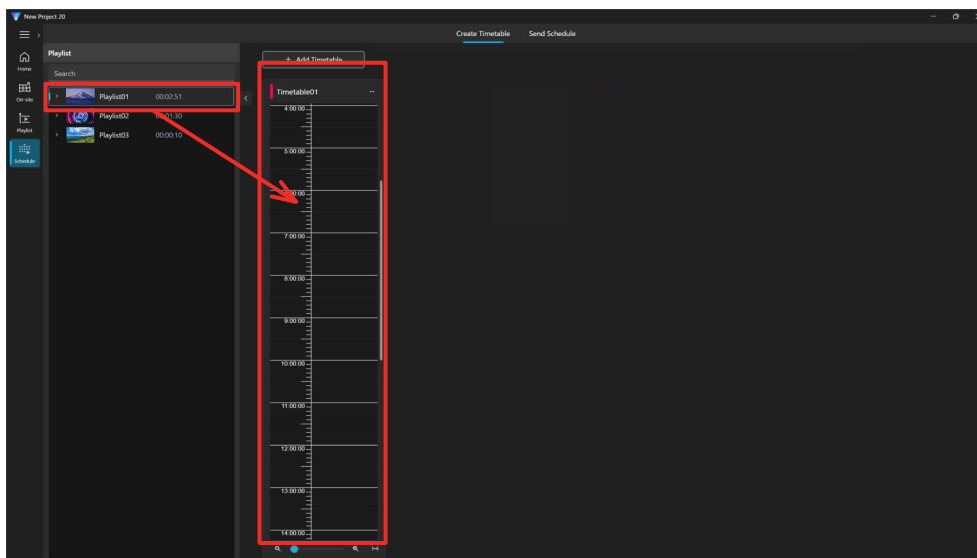 New Project 20
Create Timetable
Send Schedule
Home
On-site
Playlist
Schedule
Playlist
Search
Playlist01 00:02:51
Playlist02 00:01:30
Playlist03 00:00:10
+ Add Timetable
Timetable01
4:00:00
5:00:00
7:00:00
8:00:00
9:00:00
10:00:00
11:00:00
12:00:00
13:00:00
14:00:00